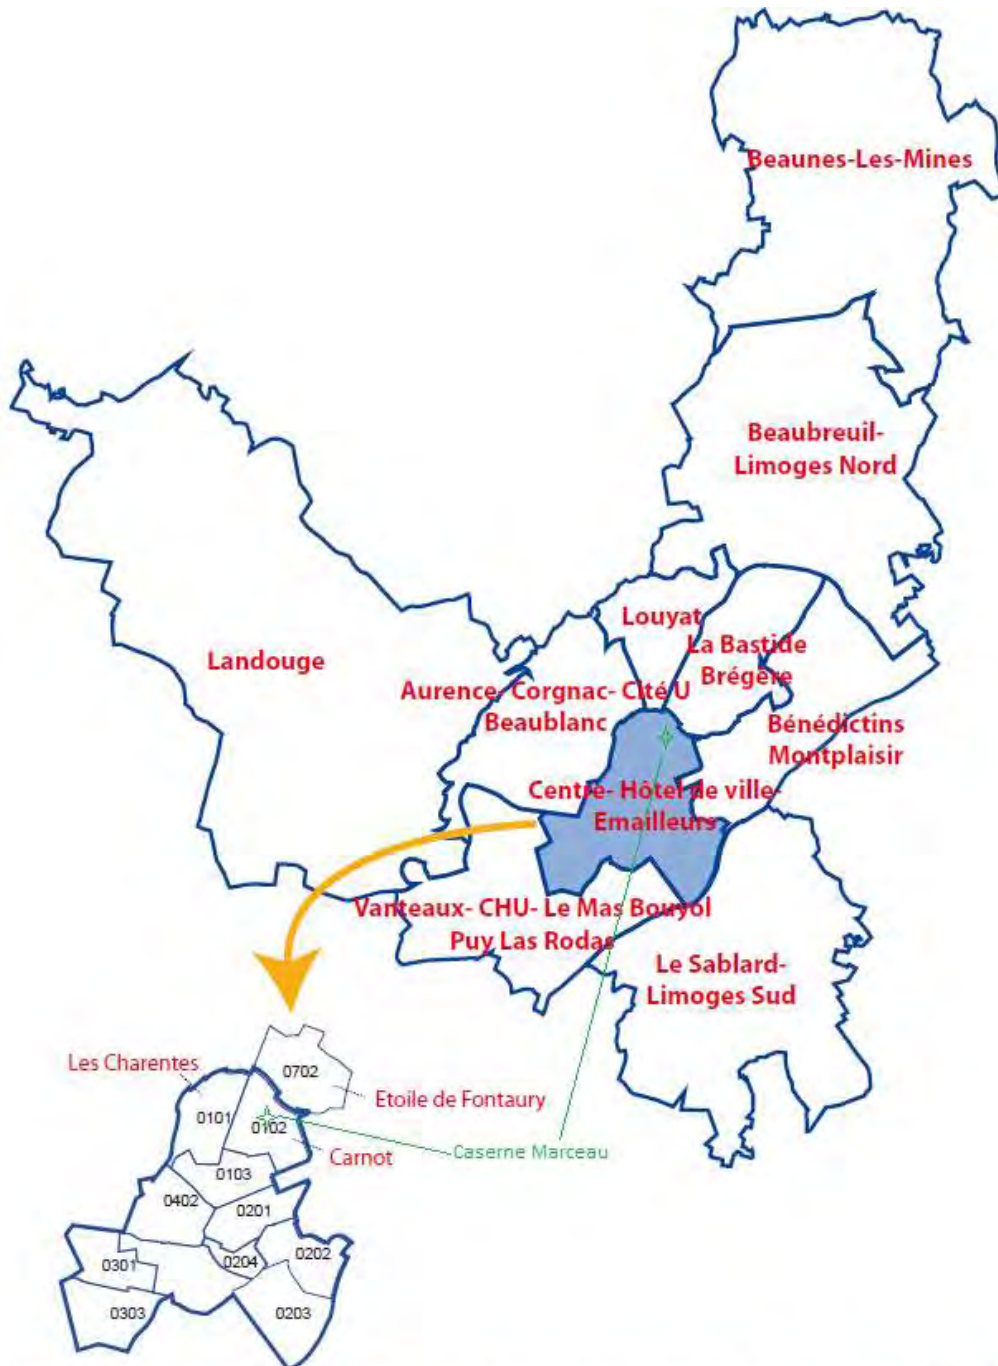 Beaunes-Les-Mines
Beaubreuil-
Limoges Nord
Louyat
La Bastide
Brégère
Landouge
Aurence- Corgnac- Cité U
Beaublanc
Bénédictins
Montplaisir
Centre- Hôtel de ville-
Emailleurs
Vanteaux- CHU- Le Mas Bouyol
Puy Las Rodas
Le Sablard-
Limoges Sud
Les Charentes
0702
Etoile de Fontaury
0101
0102
Carnot
Caserne Marceau
0103
0402
0201
0202
0204
0301
0303
0203